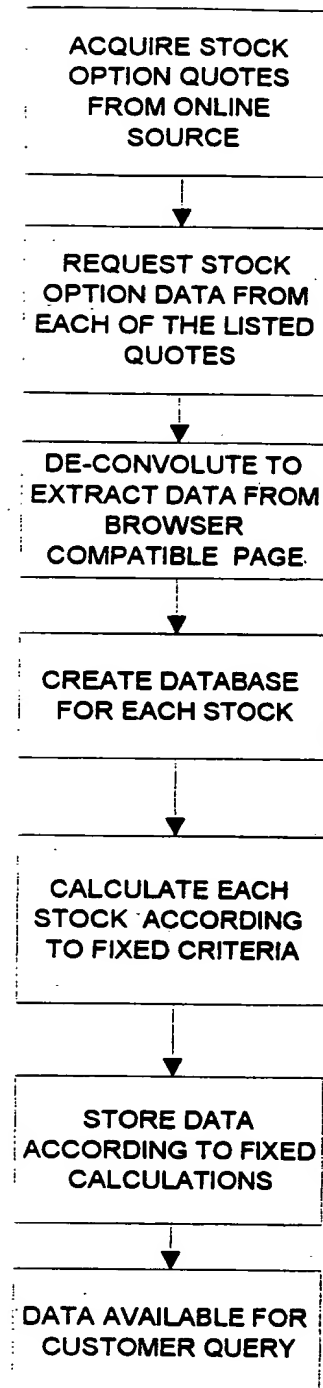 ACQUIRE STOCK
OPTION QUOTES
FROM ONLINE
SOURCE
REQUEST STOCK
OPTION DATA FROM
EACH OF THE LISTED
QUOTES
DE-CONVOLUTE TO
EXTRACT DATA FROM
BROWSER
COMPATIBLE PAGE
CREATE DATABASE
FOR EACH STOCK
CALCULATE EACH
STOCK ACCORDING
TO FIXED CRITERIA
STORE DATA
ACCORDING TO FIXED
CALCULATIONS
DATA AVAILABLE FOR
CUSTOMER QUERY